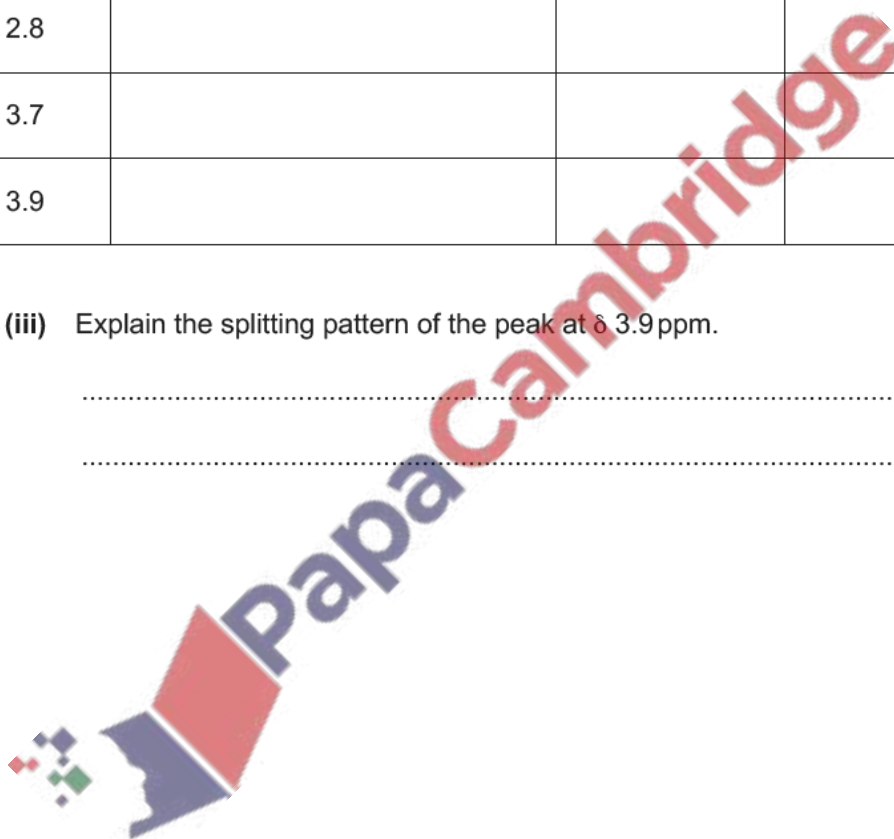 2.8
3.7
3.9
(iii) Explain the splitting pattern of the peak at δ 3.9 ppm.
PapaCambridge